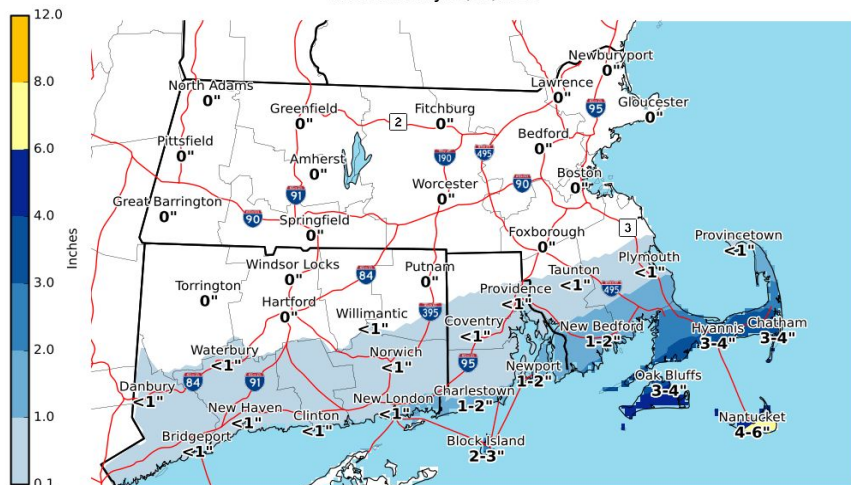 12.0
8.0
6.0
4.0
3.0
2.0
1.0
0.1
Inches
Newburyport
0"
North Adams
0"
Lawrence
0"
95
Gloucester
0"
Greenfield
0"
2
Fitchburg
0"
Pittsfield
0"
Bedford
0"
Amherst
0"
190
495
Boston
0"
Worcester
0"
90
91
Great Barrington
0"
90
Springfield
0"
3
Foxborough
0"
Provincetown
<1"
Plymouth
<1"
Windsor Locks
0"
84
Putnam
0"
Taunton
<1"
495
Torrington
0"
Providence
<1"
Hartford
0"
Willimantic
<1"
395
Coventry
<1"
New Bedford
1-2"
Hyannis
3-4"
Chatham
3-4"
Waterbury
<1"
Norwich
<1"
95
Newport
1-2"
Danbury
<1"
84
91
Oak Bluffs
3-4"
Charlestown
1-2"
New London
<1"
New Haven
<1"
Clinton
<1"
Nantucket
4-6"
Bridgeport
<1"
Block Island
2-3"